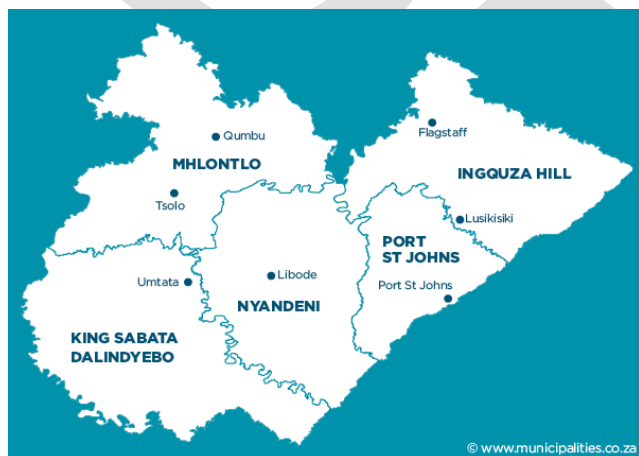 Qumbu
MHLONTLO
Tsolo
Flagstaff
INGQUZA HILL
Lusikisiki
PORT
ST JOHNS
Port St Johns
Umtata
Libode
NYANDENI
KING SABATA
DALINDYEBO
© www.municipalities.co.za